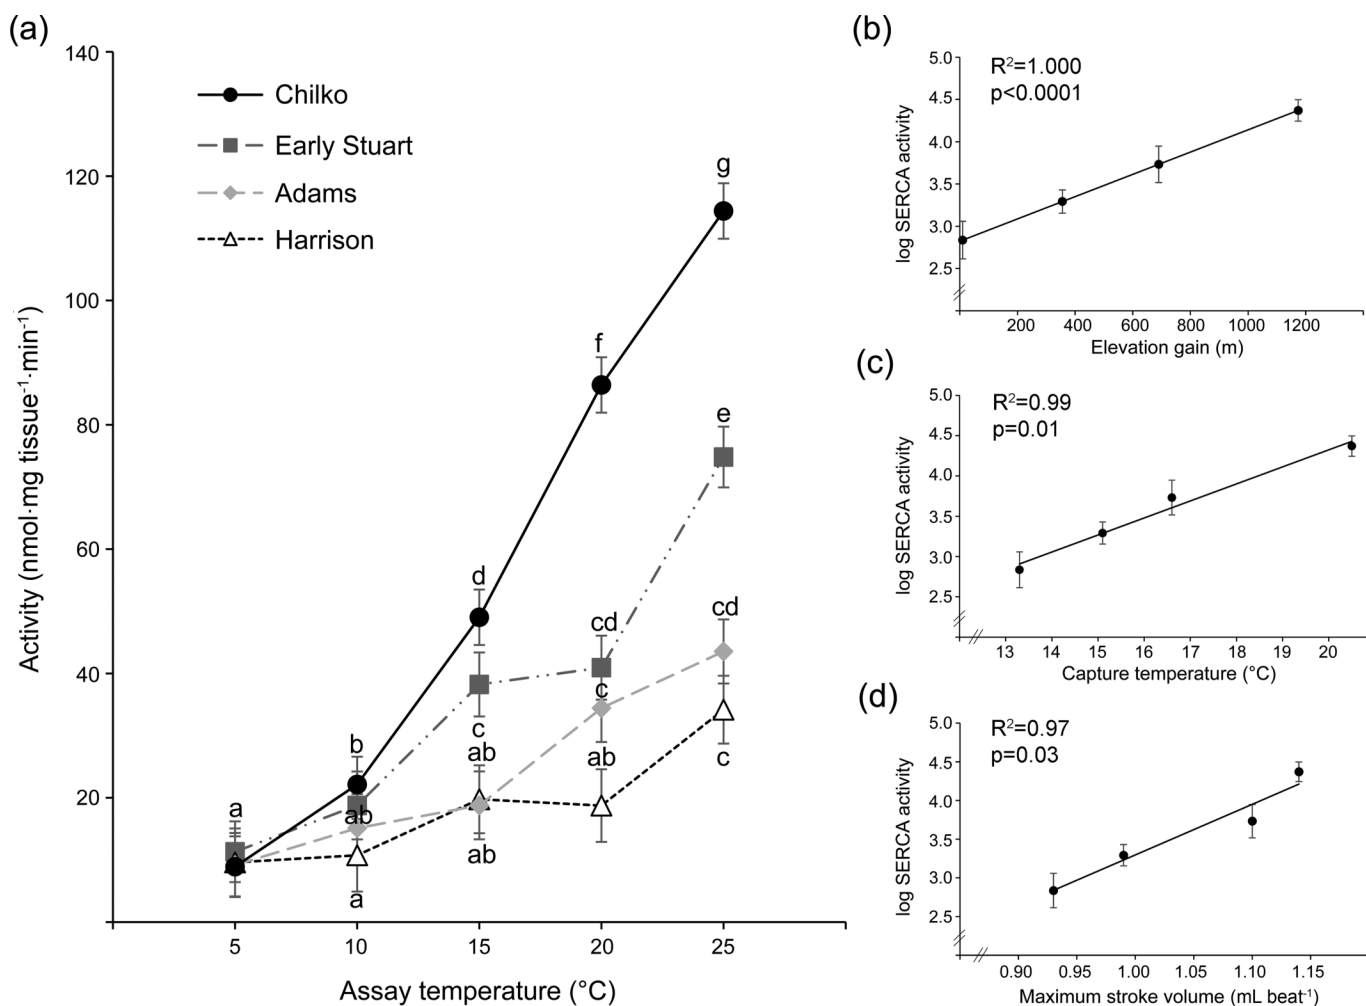 (a)
140
120
100
80
60
40
20
Activity (nmol·mg tissue⁻¹·min⁻¹)
Chilko
Early Stuart
Adams
Harrison
g
f
e
d
cd
cd
c
c
b
ab
ab
c
a
ab
ab
a
5
10
15
20
25
Assay temperature (°C)
(b)
R²=1.000
p<0.0001
5.0
4.5
4.0
3.5
3.0
2.5
log SERCA activity
200
400
600
800
1000
1200
Elevation gain (m)
(c)
R²=0.99
p=0.01
5.0
4.5
4.0
3.5
3.0
2.5
log SERCA activity
13
14
15
16
17
18
19
20
Capture temperature (°C)
(d)
R²=0.97
p=0.03
5.0
4.5
4.0
3.5
3.0
2.5
log SERCA activity
0.90
0.95
1.00
1.05
1.10
1.15
Maximum stroke volume (mL beat⁻¹)